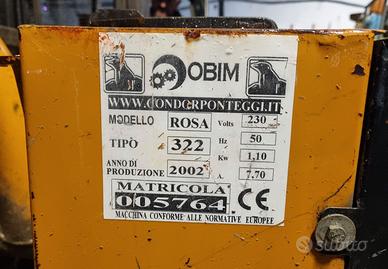 OBIM
WWW.CONDORPONTEGGI.IT
MODELLO ROSA Volts 230
TIPO 322 Hz 50
Kw 1,10
ANNO DI
PRODUZIONE 2002 A 7,70
MATRICOLA
005764 CE
MACCHINA CONFORME ALLE NORMATIVE EUROPEE
subito